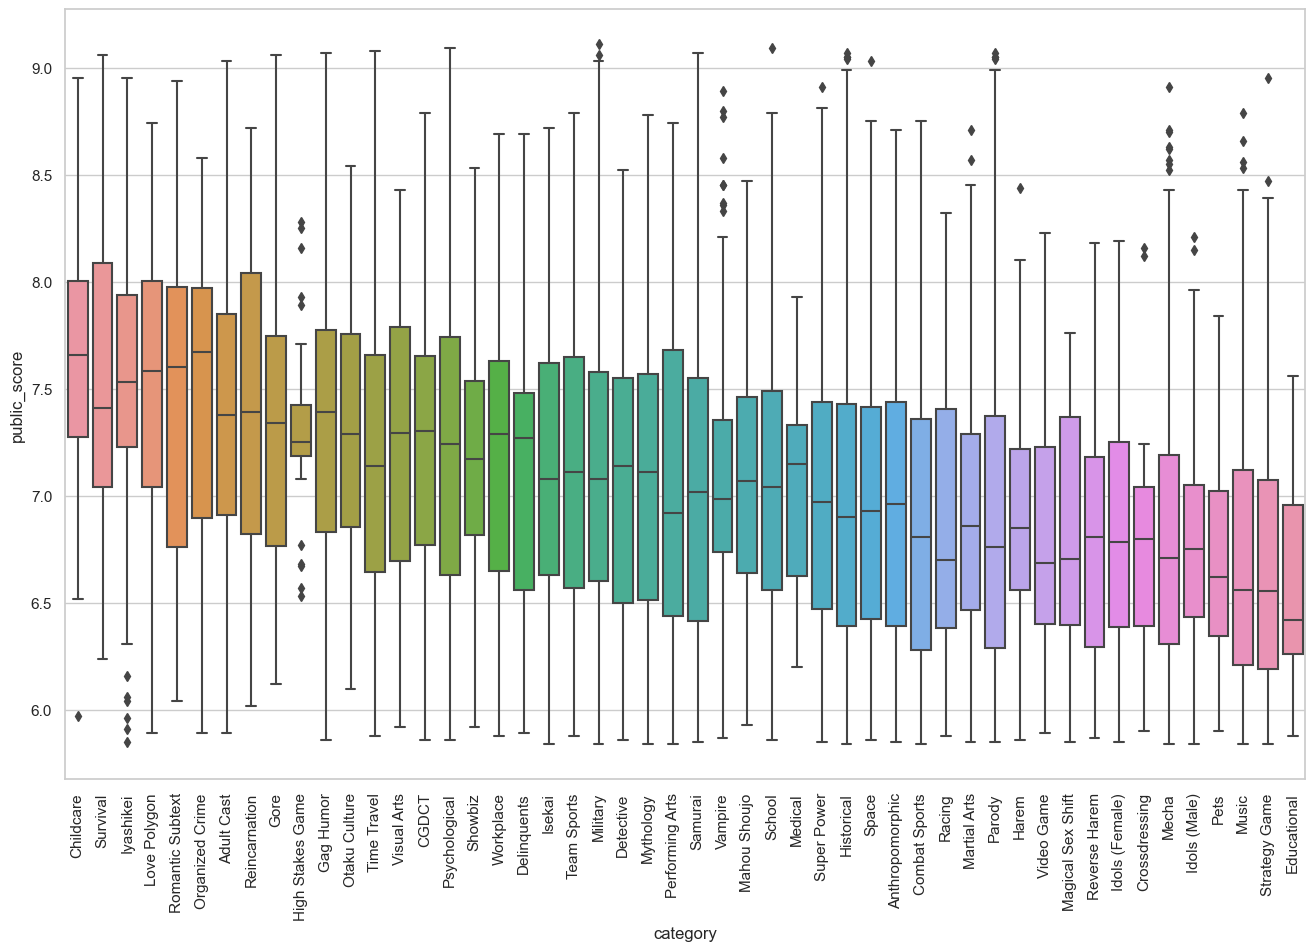 public_score
9.0
8.5
8.0
7.5
7.0
6.5
6.0
Childcare
Survival
Iyashikei
Love Polygon
Romantic Subtext
Organized Crime
Adult Cast
Reincarnation
Gore
High Stakes Game
Gag Humor
Otaku Culture
Time Travel
Visual Arts
CGDCT
Psychological
Showbiz
Workplace
Delinquents
Isekai
Team Sports
Military
Detective
Mythology
Performing Arts
Samurai
Vampire
Mahou Shoujo
School
Medical
Super Power
Historical
Space
Anthropomorphic
Combat Sports
Racing
Martial Arts
Parody
Harem
Video Game
Magical Sex Shift
Reverse Harem
Idols (Female)
Crossdressing
Mecha
Idols (Male)
Pets
Music
Strategy Game
Educational
category